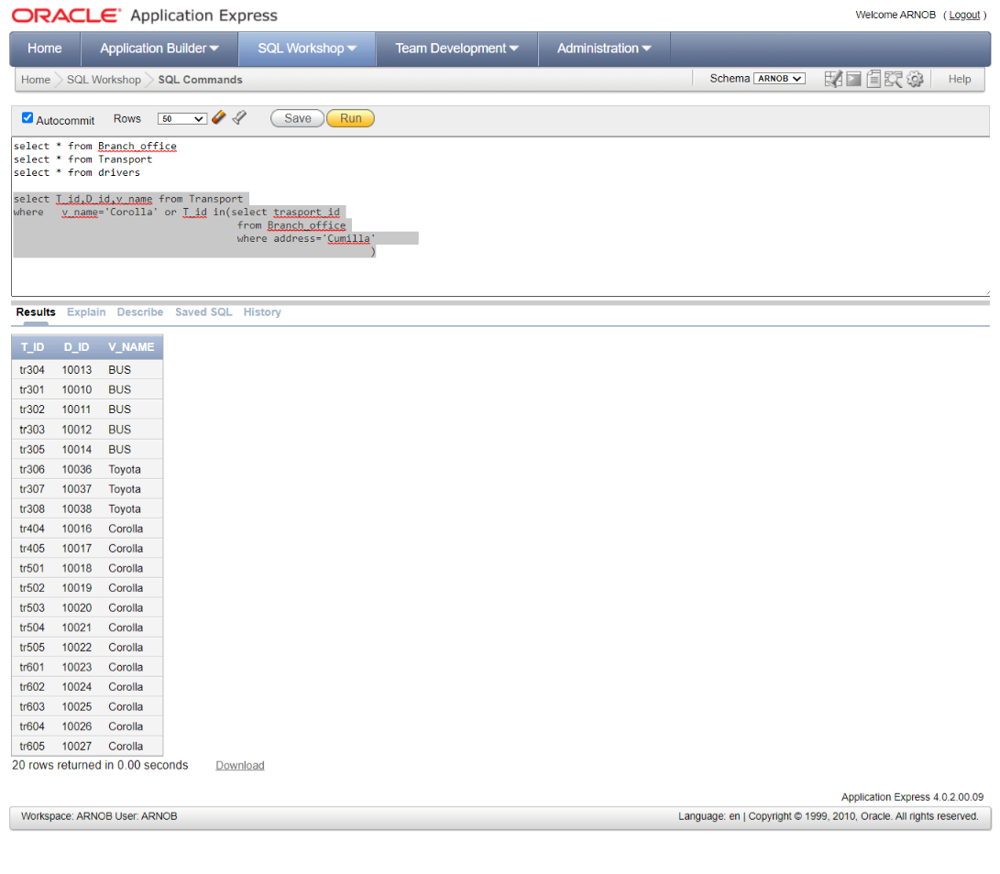 ORACLE® Application Express
Welcome ARNOB ( Logout )
Home Application Builder SQL Workshop Team Development Administration
Home SQL Workshop SQL Commands
Schema ARNOB Help
Autocommit Rows 50 Save Run
select * from Branch_office
select * from Transport
select * from drivers
select T_id,D_id,v_name from Transport
where v_name='Corolla' or T_id in(select trasport_id
from Branch_office
where address='Cumilla'
)
Results Explain Describe Saved SQL History
T_ID D_ID V_NAME
tr304 10013 BUS
tr301 10010 BUS
tr302 10011 BUS
tr303 10012 BUS
tr305 10014 BUS
tr306 10036 Toyota
tr307 10037 Toyota
tr308 10038 Toyota
tr404 10016 Corolla
tr405 10017 Corolla
tr501 10018 Corolla
tr502 10019 Corolla
tr503 10020 Corolla
tr504 10021 Corolla
tr505 10022 Corolla
tr601 10023 Corolla
tr602 10024 Corolla
tr603 10025 Corolla
tr604 10026 Corolla
tr605 10027 Corolla
20 rows returned in 0.00 seconds Download
Application Express 4.0.2.00.09
Workspace: ARNOB User: ARNOB
Language: en | Copyright © 1999, 2010, Oracle. All rights reserved.